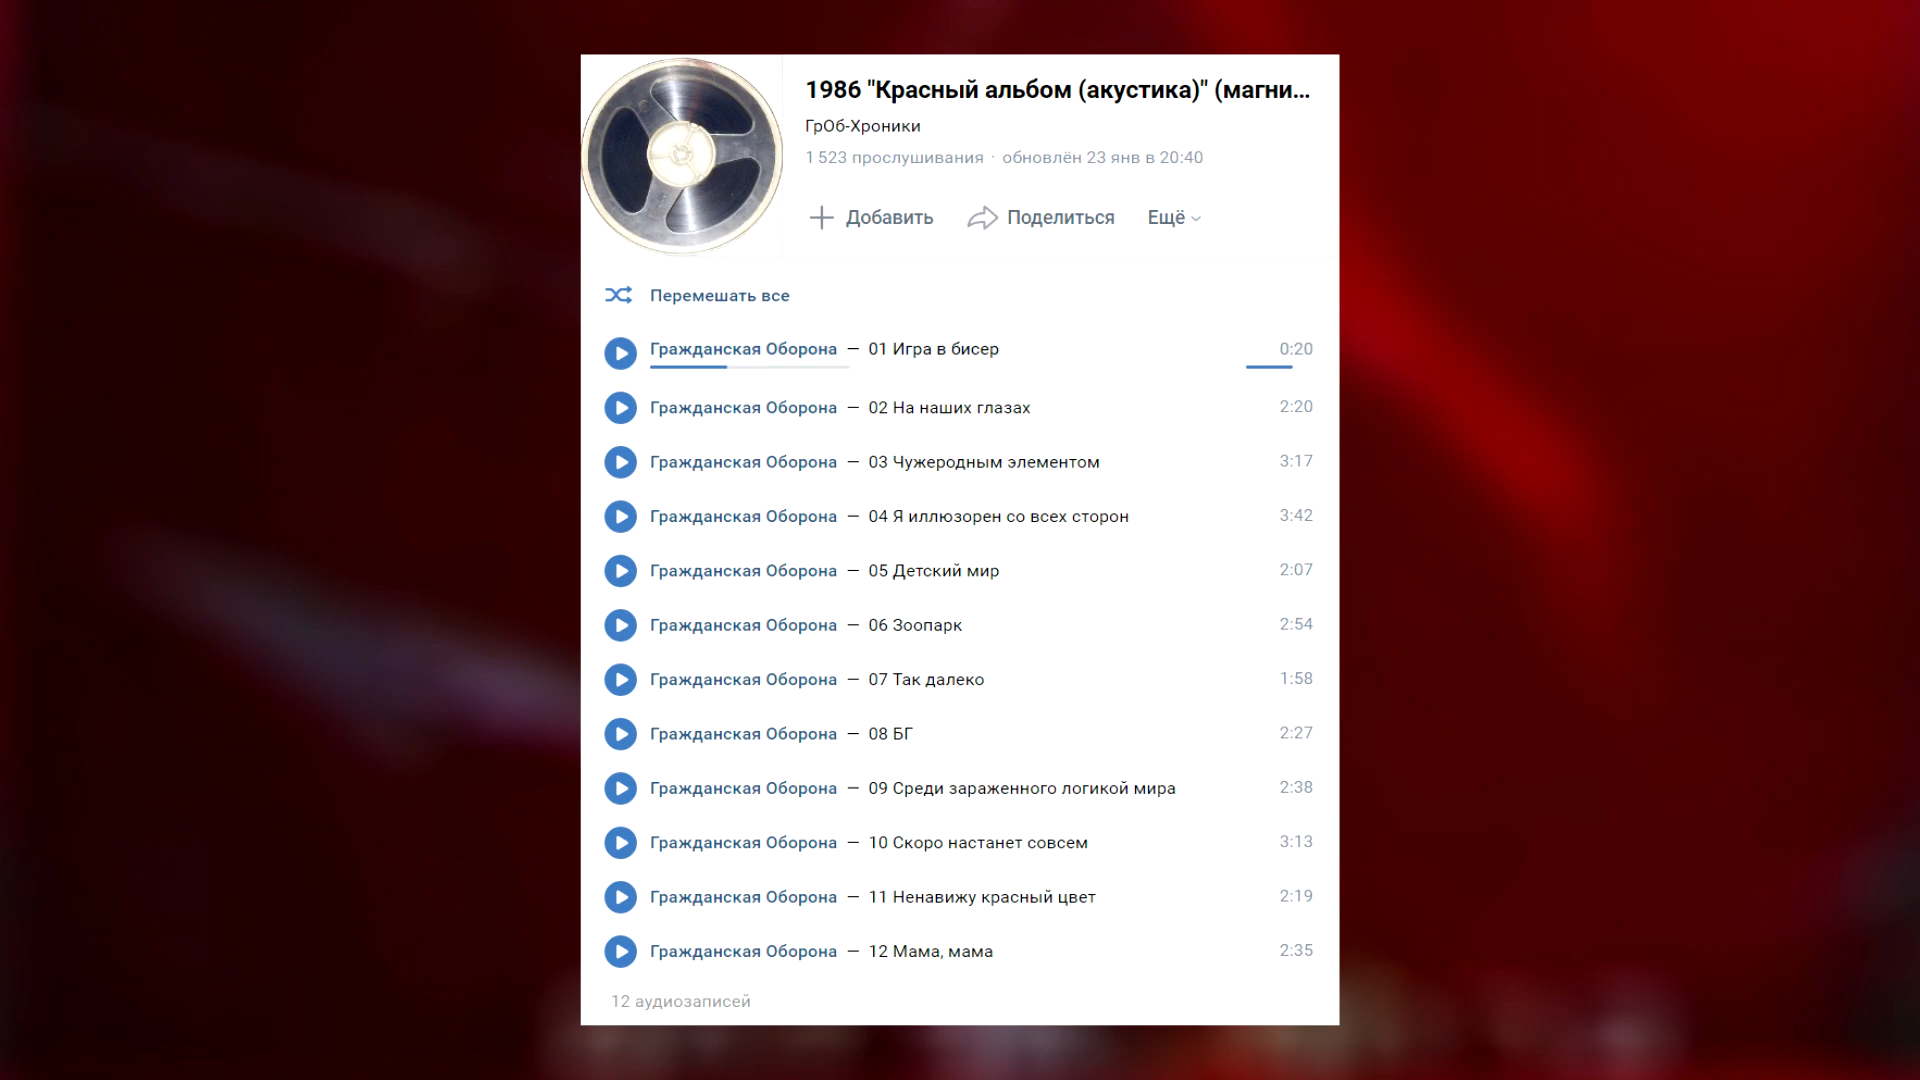 1986 "Красный альбом (акустика)" (магни...
ГрОб-Хроники
1 523 прослушивания · обновлён 23 янв в 20:40
Добавить Поделиться Ещё
Перемешать все
Гражданская Оборона — 01 Игра в бисер 0:20
Гражданская Оборона — 02 На наших глазах 2:20
Гражданская Оборона — 03 Чужеродным элементом 3:17
Гражданская Оборона — 04 Я иллюзорен со всех сторон 3:42
Гражданская Оборона — 05 Детский мир 2:07
Гражданская Оборона — 06 Зоопарк 2:54
Гражданская Оборона — 07 Так далеко 1:58
Гражданская Оборона — 08 БГ 2:27
Гражданская Оборона — 09 Среди зараженного логикой мира 2:38
Гражданская Оборона — 10 Скоро настанет совсем 3:13
Гражданская Оборона — 11 Ненавижу красный цвет 2:19
Гражданская Оборона — 12 Мама, мама 2:35
12 аудиозаписей